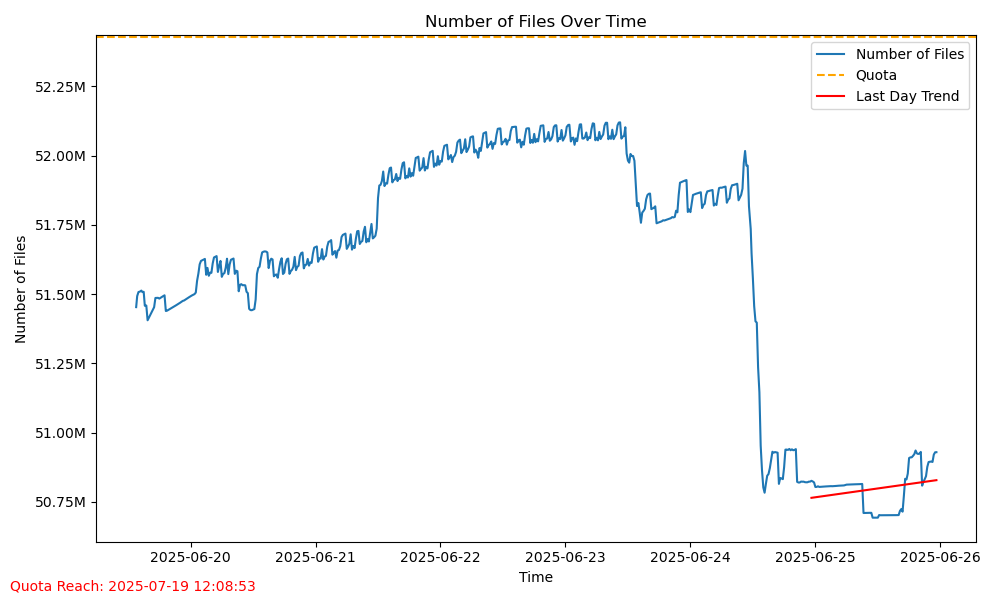 Number of Files Over Time
Number of Files
Quota
Last Day Trend
52.25M
52.00M
51.75M
51.50M
51.25M
51.00M
50.75M
Number of Files
2025-06-20
2025-06-21
2025-06-22
2025-06-23
2025-06-24
2025-06-25
2025-06-26
Time
Quota Reach: 2025-07-19 12:08:53